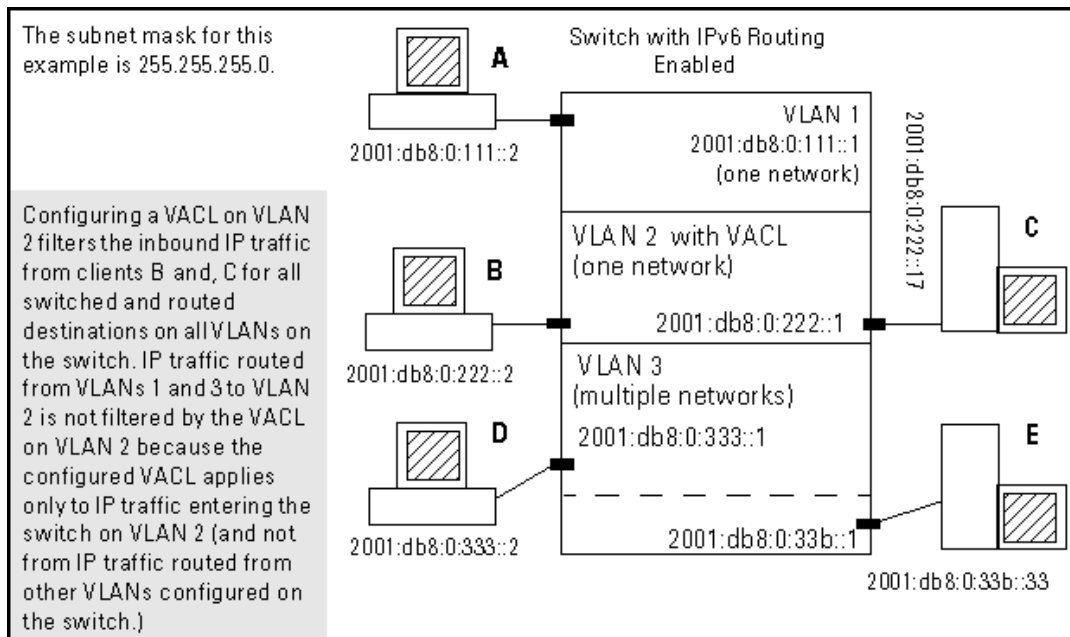 The subnet mask for this
example is 255.255.255.0.
Configuring a VACL on VLAN
2 filters the inbound IP traffic
from clients B and, C for all
switched and routed
destinations on all VLANs on
the switch. IP traffic routed
from VLANs 1 and 3 to VLAN
2 is not filtered by the VACL
on VLAN 2 because the
configured VACL applies
only to IP traffic entering the
switch on VLAN 2 (and not
from IP traffic routed from
other VLANs configured on
the switch.)
Switch with IPv6 Routing
Enabled
A
2001:db8:0:111::2
VLAN 1
2001:db8:0:111::1
(one network)
B
2001:db8:0:222::2
VLAN 2 with VACL
(one network)
2001:db8:0:222::1
2001:db8:0:222::17
C
VLAN 3
(multiple networks)
2001:db8:0:333::1
D
2001:db8:0:333::2
2001:db8:0:33b::1
E
2001:db8:0:33b::33